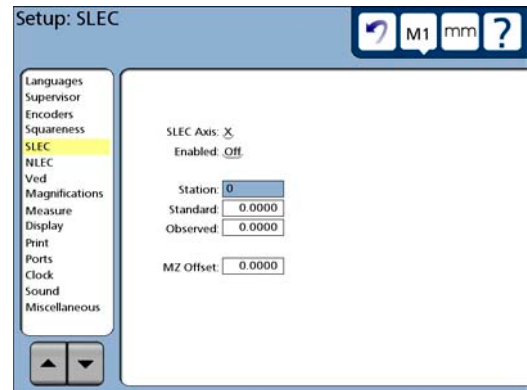 Setup: SLEC
M1 mm ?
Languages
Supervisor
Encoders
Squareness
SLEC
NLEC
Ved
Magnifications
Measure
Display
Print
Ports
Clock
Sound
Miscellaneous
SLEC Axis: X
Enabled: Off
Station: 0
Standard: 0.0000
Observed: 0.0000
MZ Offset: 0.0000